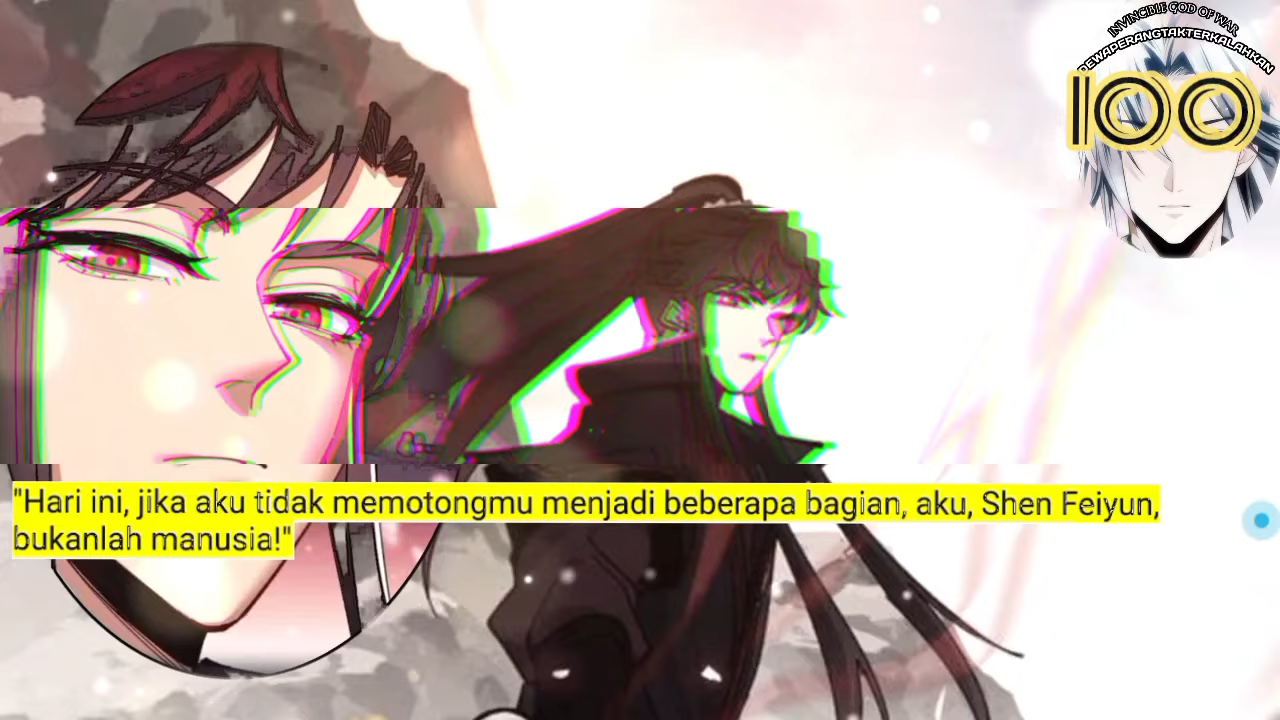 INVINCIBLE GOD OF WAR
DEWAPERANGTAKTERKALAHKAN
100
"Hari ini, jika aku tidak memotongmu menjadi beberapa bagian, aku, Shen Feiyun,
bukanlah manusia!"